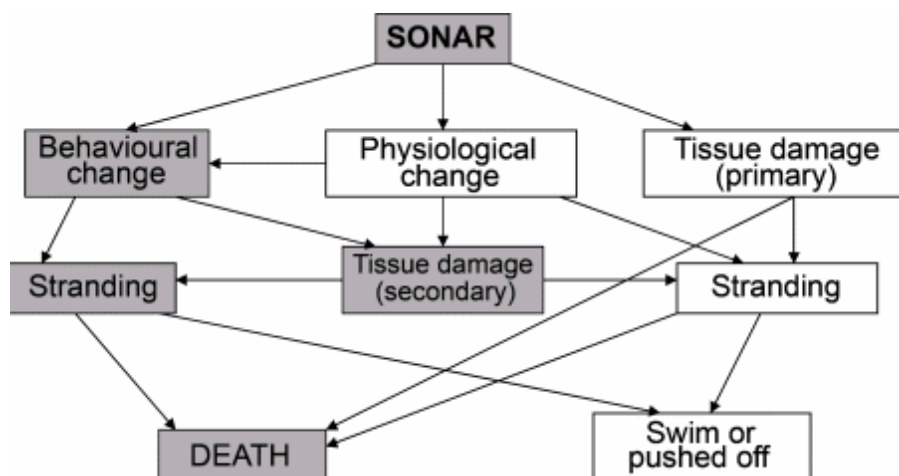 SONAR
Behavioural
change
Physiological
change
Tissue damage
(primary)
Stranding
Tissue damage
(secondary)
Stranding
DEATH
Swim or
pushed off